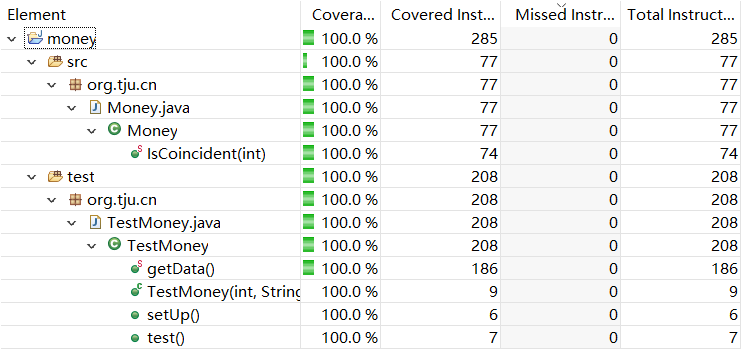 Element Covera... Covered Inst... Missed Instr... Total Instruct...
money 100.0 % 285 0 285
src 100.0 % 77 0 77
org.tju.cn 100.0 % 77 0 77
Money.java 100.0 % 77 0 77
Money 100.0 % 77 0 77
IsCoincident(int) 100.0 % 74 0 74
test 100.0 % 208 0 208
org.tju.cn 100.0 % 208 0 208
TestMoney.java 100.0 % 208 0 208
TestMoney 100.0 % 208 0 208
getData() 100.0 % 186 0 186
TestMoney(int, String 100.0 % 9 0 9
setUp() 100.0 % 6 0 6
test() 100.0 % 7 0 7